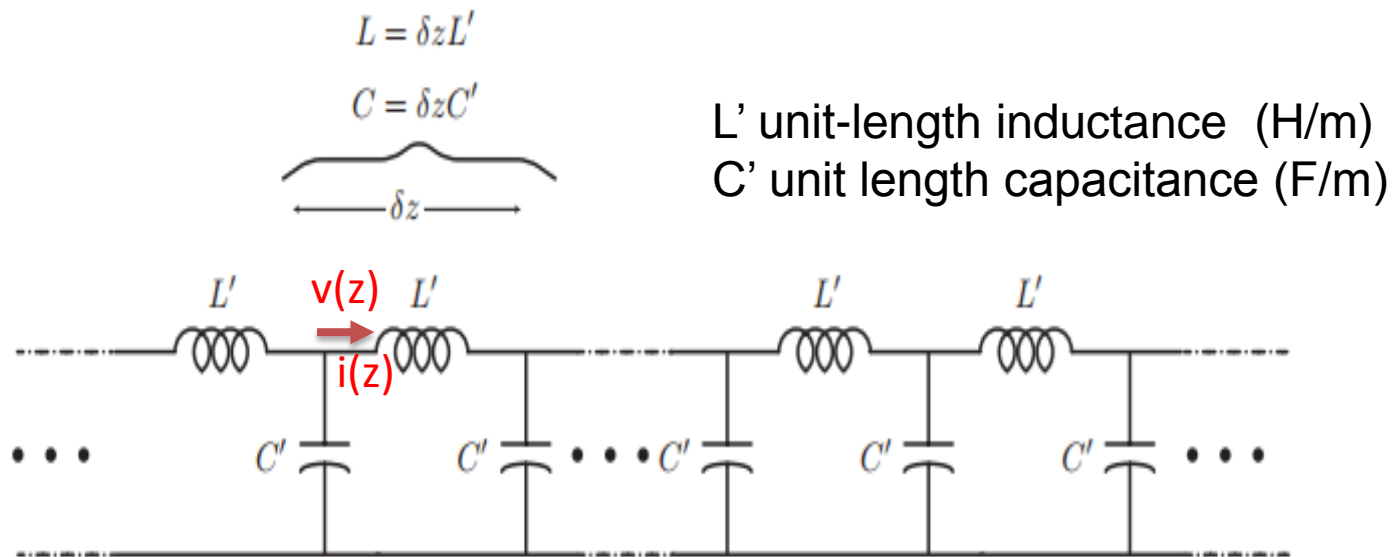 L = δzL′
C = δzC′
L’ unit-length inductance (H/m)
C’ unit length capacitance (F/m)
δz
L′ v(z) L′ L′ L′
i(z)
C′ C′ C′ C′ C′